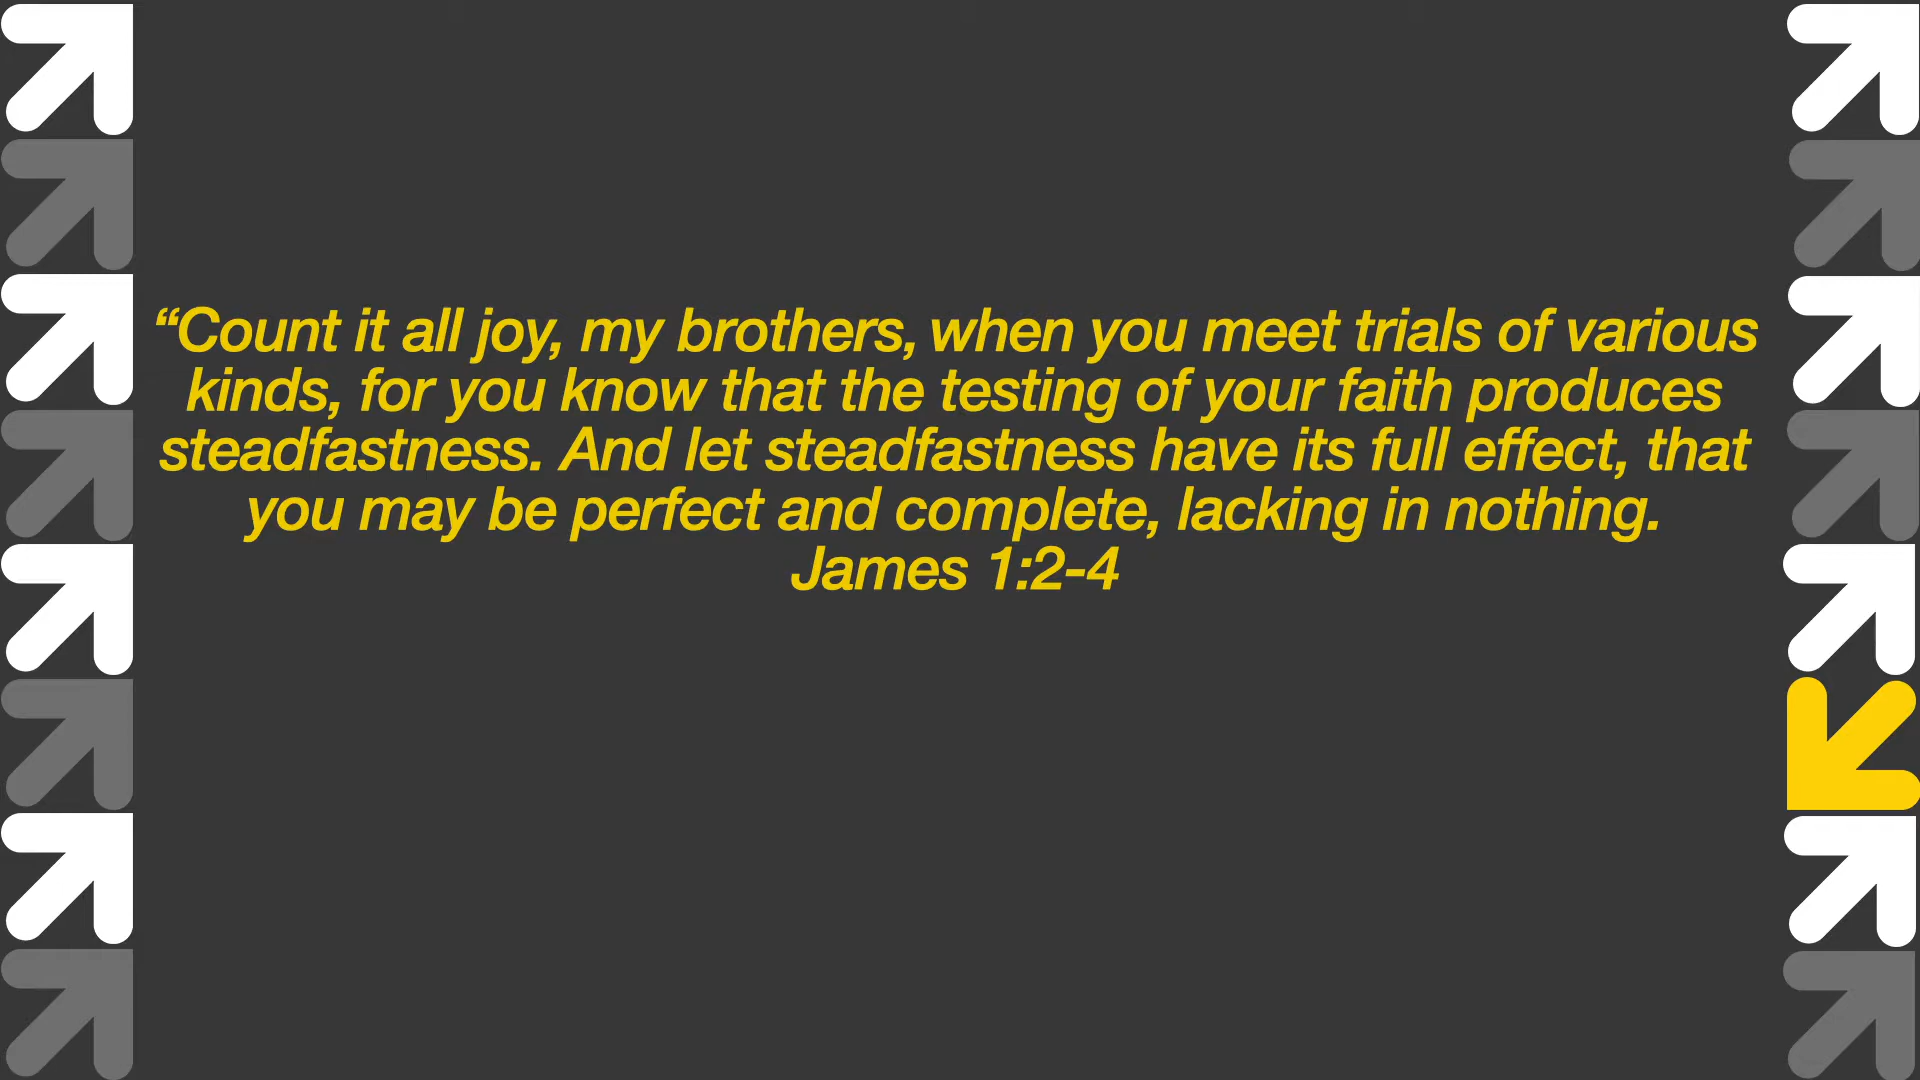 “Count it all joy, my brothers, when you meet trials of various
kinds, for you know that the testing of your faith produces
steadfastness. And let steadfastness have its full effect, that
you may be perfect and complete, lacking in nothing.
James 1:2-4